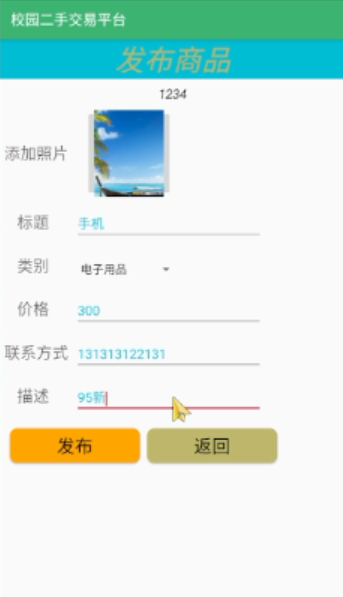 校园二手交易平台
发布商品
1234
添加照片
标题 手机
类别 电子用品
价格 300
联系方式 131313122131
描述 95新
发布 返回